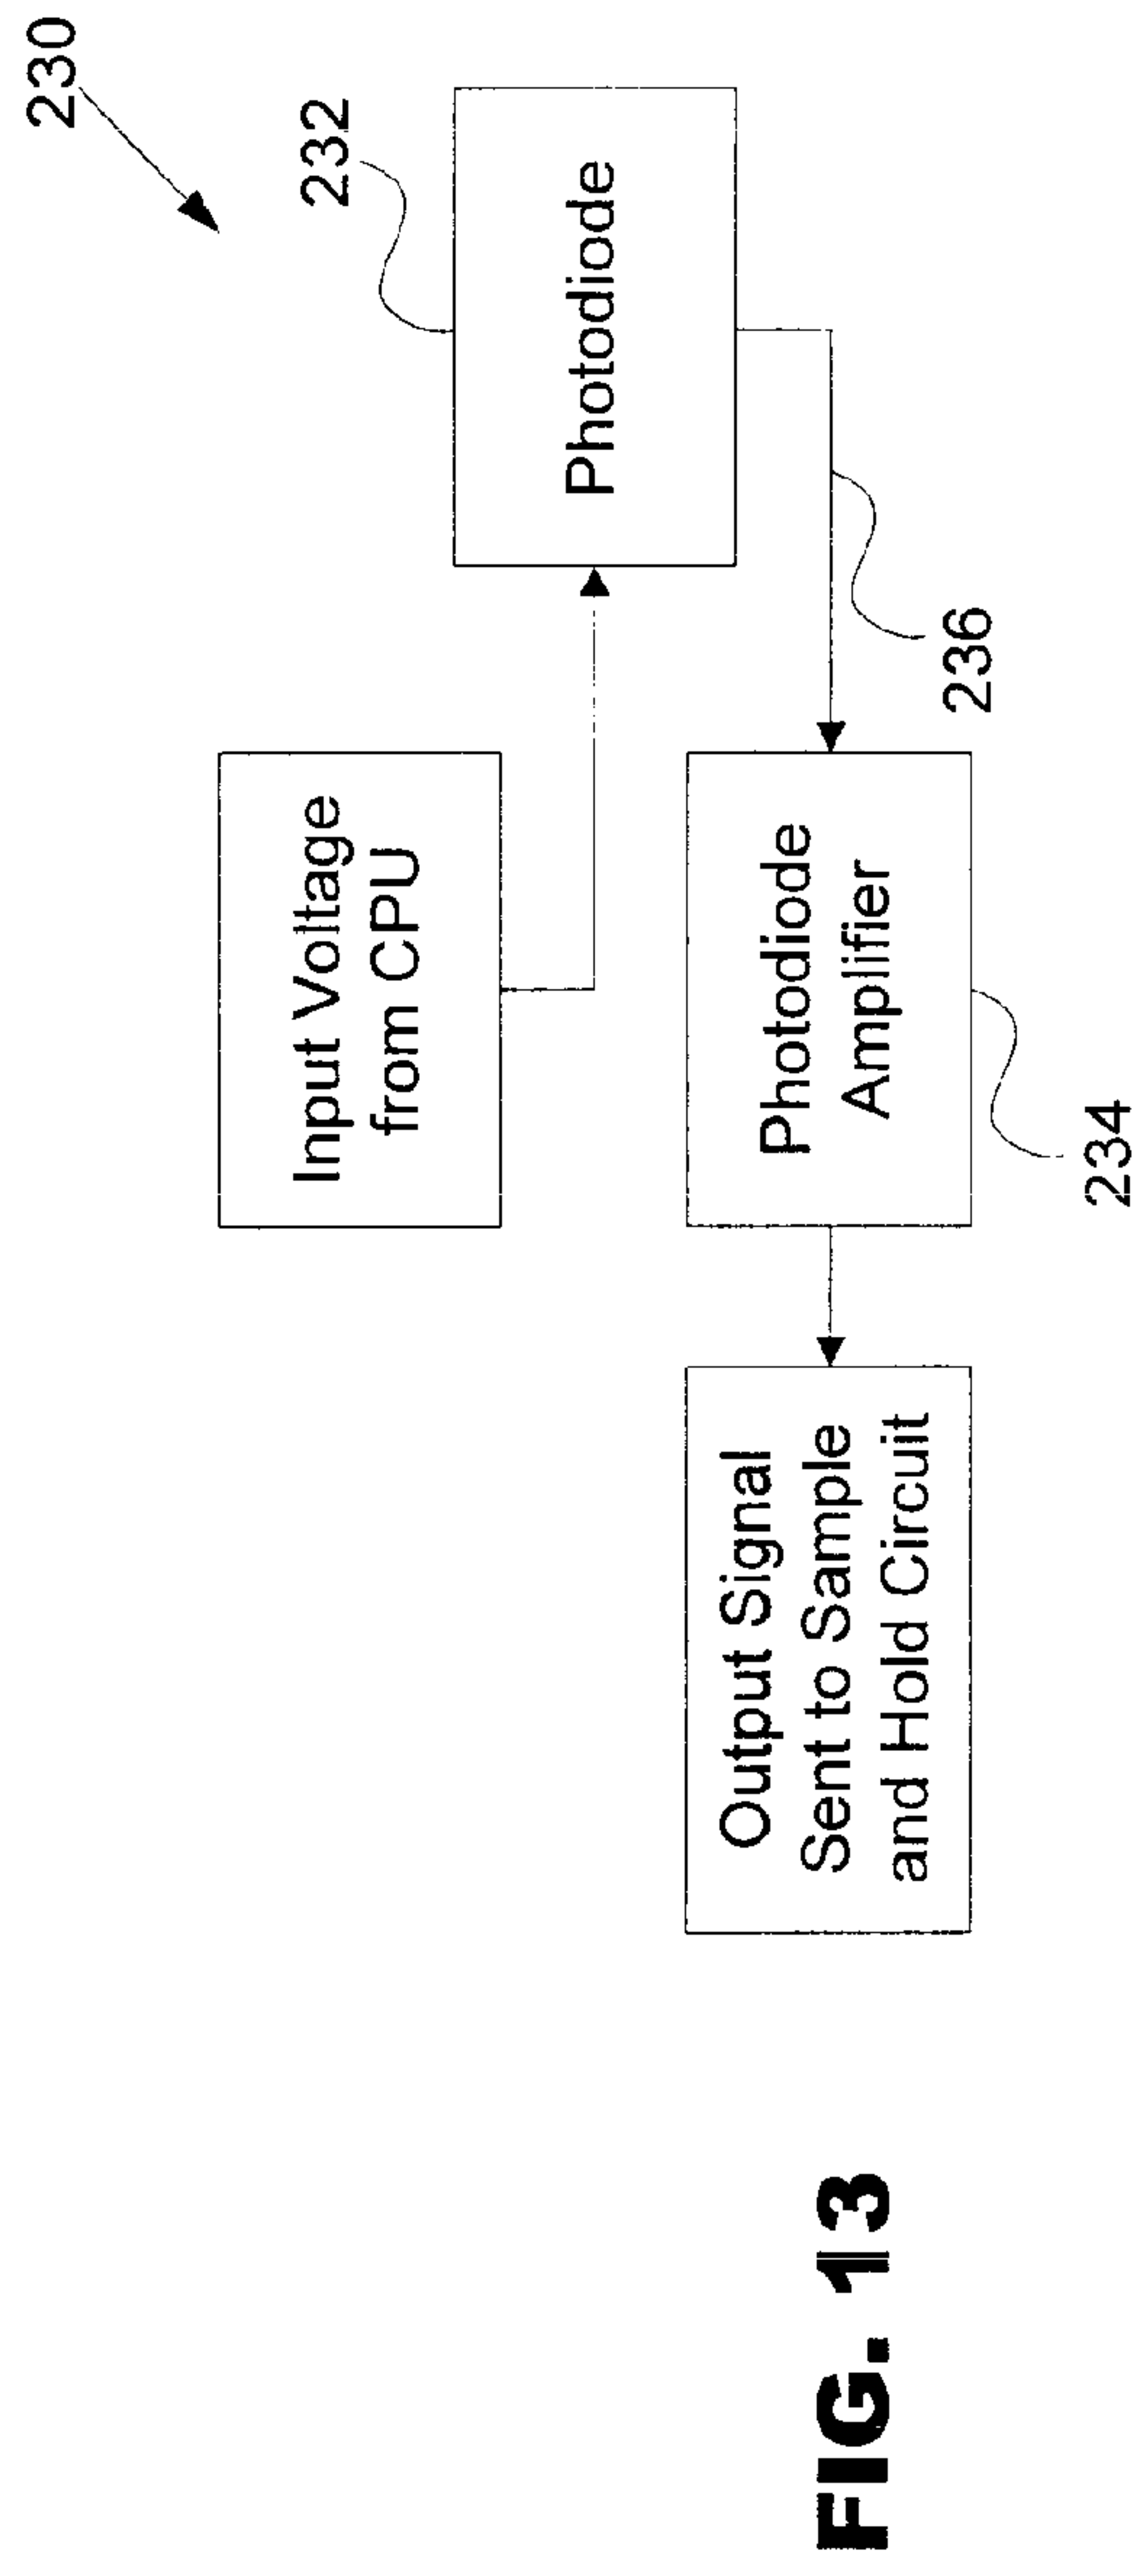 230
232
Photodiode
Input Voltage
from CPU
236
Photodiode
Amplifier
234
Output Signal
Sent to Sample
and Hold Circuit
FIG. 13